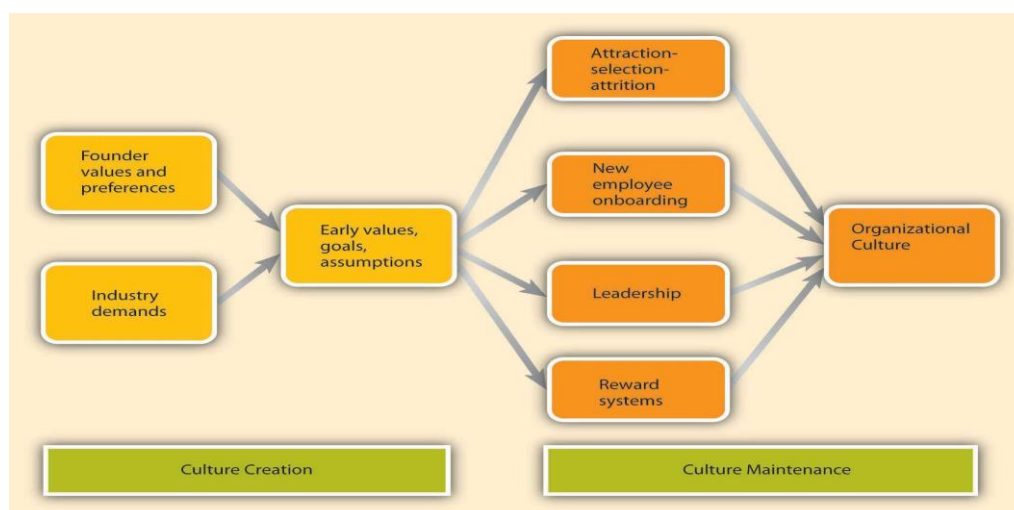 Founder
values and
preferences
Industry
demands
Early values,
goals,
assumptions
Attraction-
selection-
attrition
New
employee
onboarding
Leadership
Reward
systems
Organizational
Culture
Culture Creation
Culture Maintenance